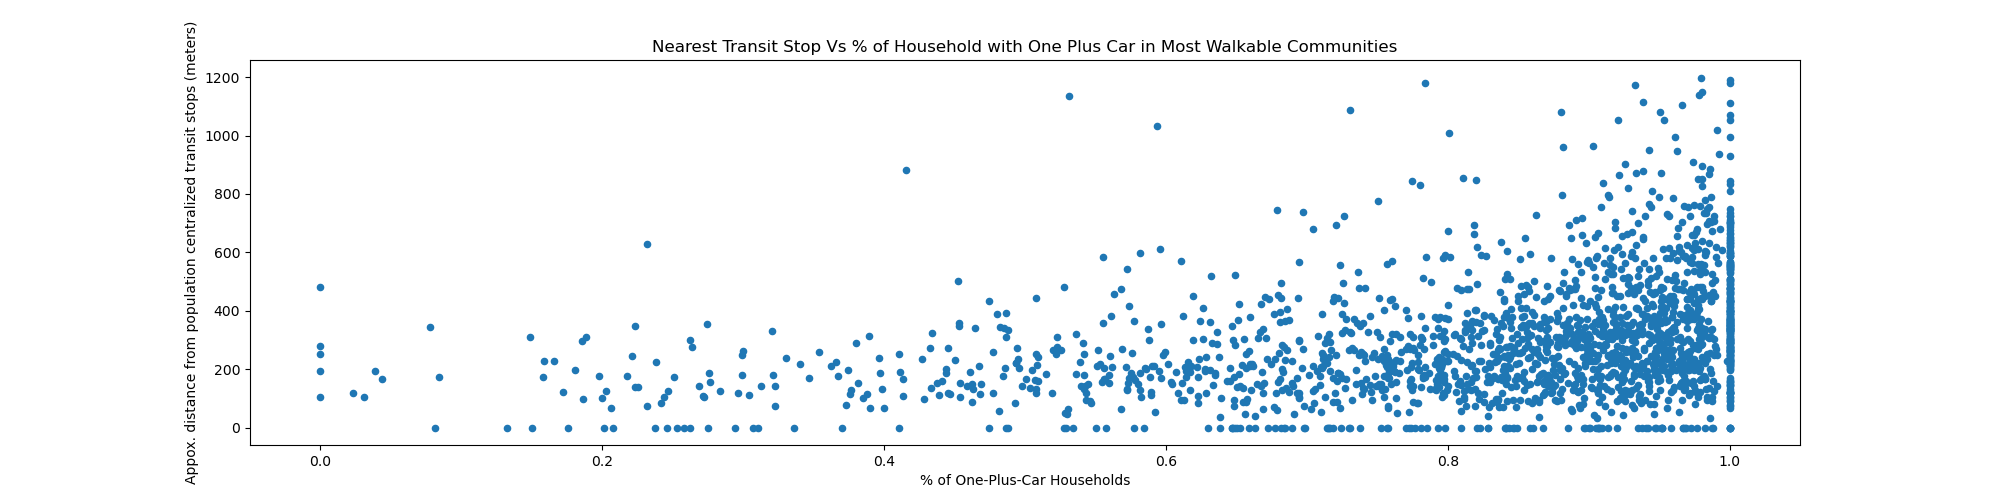 Nearest Transit Stop Vs % of Household with One Plus Car in Most Walkable Communities
Appox. distance from population centralized transit stops (meters)
1200
1000
800
600
400
200
0
0.0 0.2 0.4 0.6 0.8 1.0
% of One-Plus-Car Households